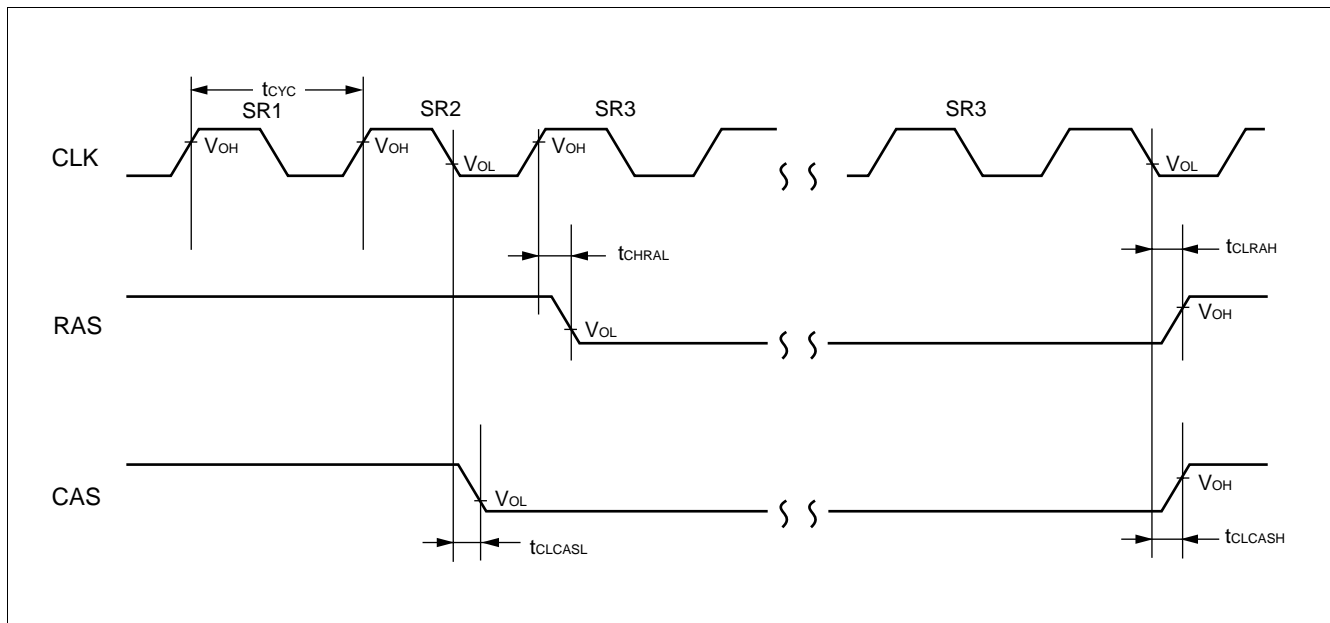 tCYC
SR1 SR2 SR3 SR3
CLK VOH VOH VOL VOH VOL
tCHRAL tCLRAH
RAS VOL VOH
CAS VOL VOH
tCLCASL tCLCASH